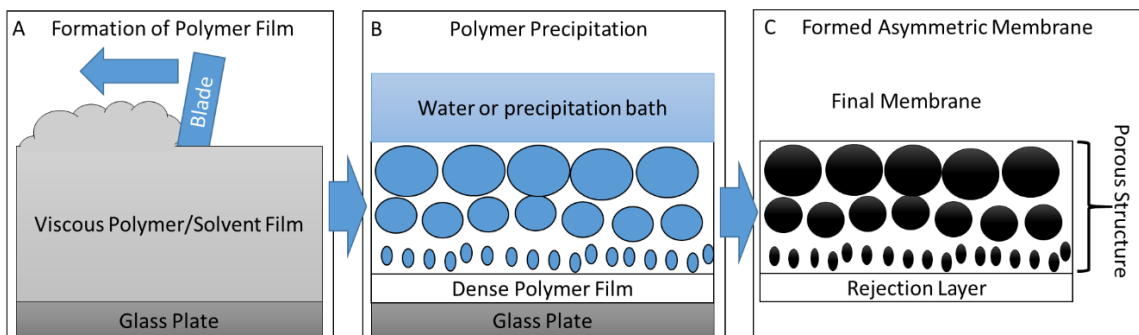 A Formation of Polymer Film
Blade
Viscous Polymer/Solvent Film
Glass Plate
B Polymer Precipitation
Water or precipitation bath
Dense Polymer Film
Glass Plate
C Formed Asymmetric Membrane
Final Membrane
Porous Structure
Rejection Layer